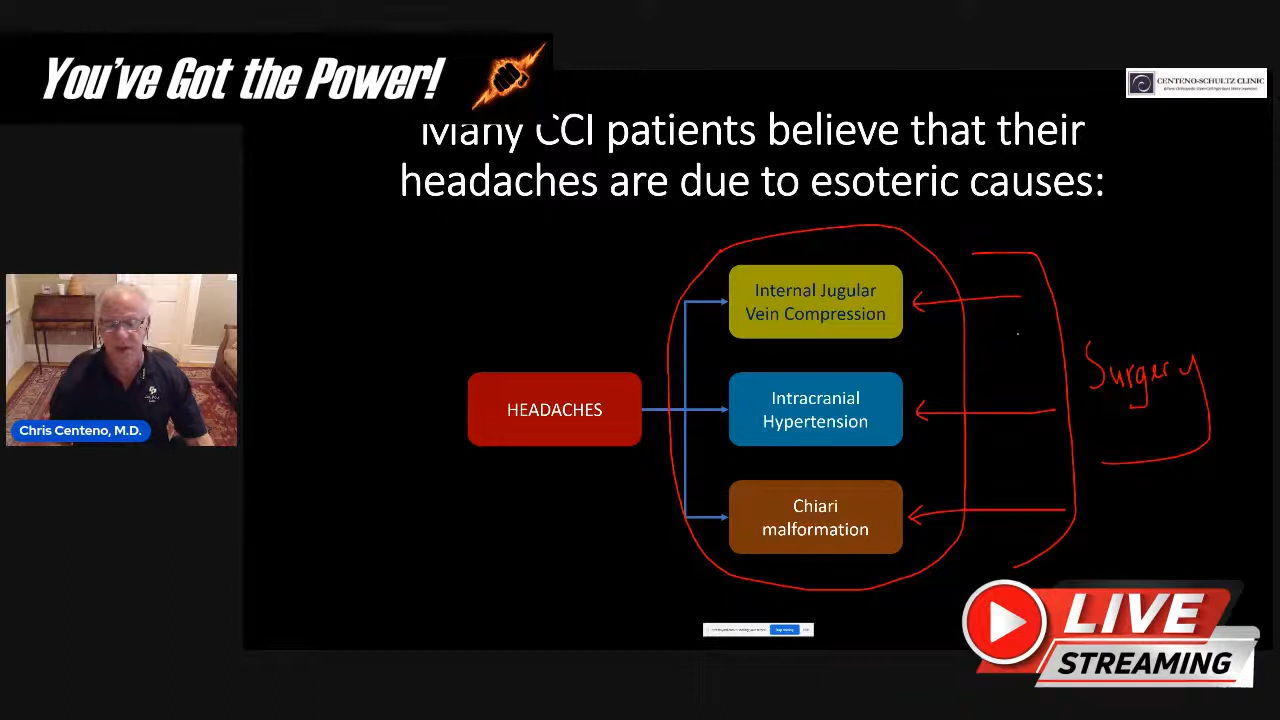 You've Got the Power!
CENTENO-SCHULTZ CLINIC
Many CCI patients believe that their
headaches are due to esoteric causes:
Internal Jugular
Vein Compression
HEADACHES
Intracranial
Hypertension
Chiari
malformation
Surgery
Chris Centeno, M.D.
LIVE
STREAMING